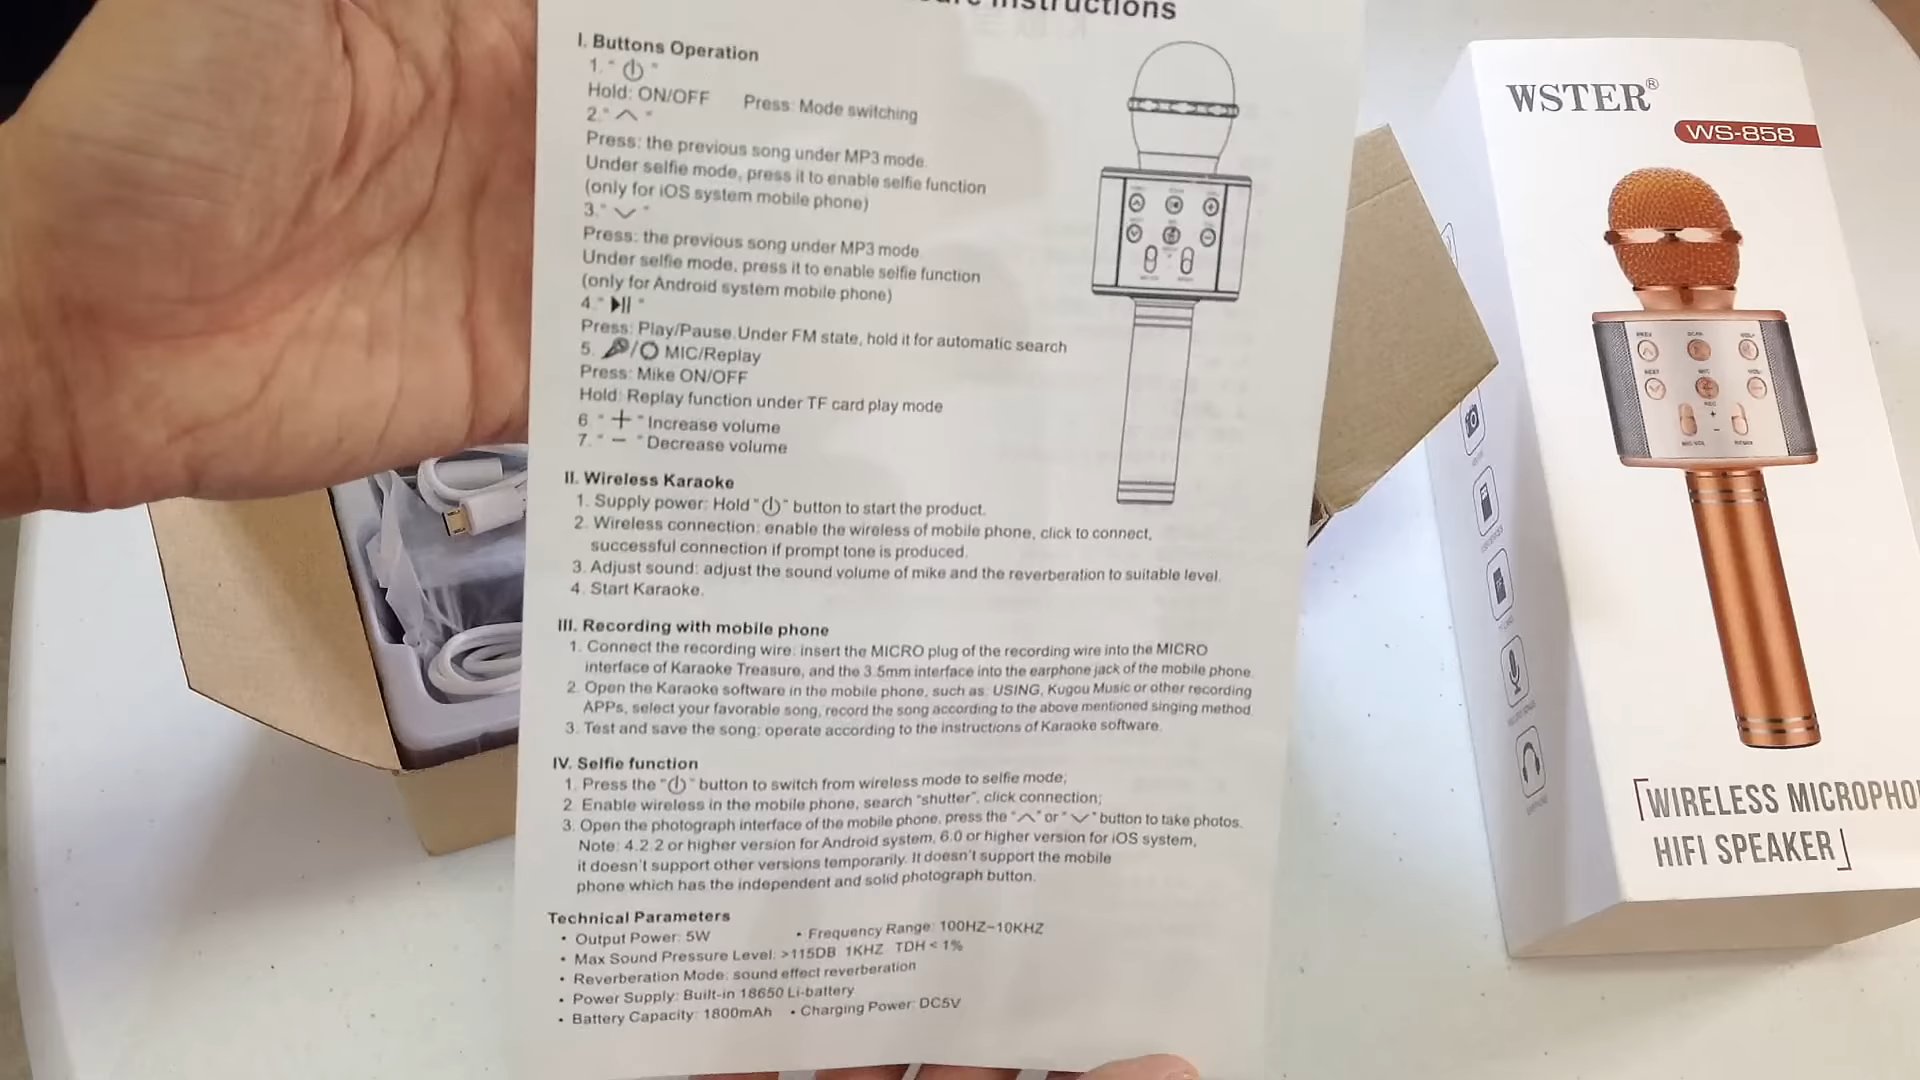 Instructions
I. Buttons Operation
1. "⏻"
Hold: ON/OFF Press: Mode switching
2. "︿"
Press: the previous song under MP3 mode.
Under selfie mode, press it to enable selfie function
(only for iOS system mobile phone)
3. "﹀"
Press: the previous song under MP3 mode.
Under selfie mode, press it to enable selfie function
(only for Android system mobile phone)
4. "▶II"
Press: Play/Pause.Under FM state, hold it for automatic search
5. 🎤/O MIC/Replay
Press: Mike ON/OFF
Hold: Replay function under TF card play mode
6. "+" Increase volume
7. "−" Decrease volume
II. Wireless Karaoke
1. Supply power: Hold "⏻" button to start the product.
2. Wireless connection: enable the wireless of mobile phone, click to connect,
successful connection if prompt tone is produced.
3. Adjust sound: adjust the sound volume of mike and the reverberation to suitable level.
4. Start Karaoke.
III. Recording with mobile phone
1. Connect the recording wire: insert the MICRO plug of the recording wire into the MICRO
interface of Karaoke Treasure, and the 3.5mm interface into the earphone jack of the mobile phone.
2. Open the Karaoke software in the mobile phone, such as: USING, Kugou Music or other recording
APPs, select your favorable song, record the song according to the above mentioned singing method.
3. Test and save the song: operate according to the instructions of Karaoke software.
IV. Selfie function
1. Press the "⏻" button to switch from wireless mode to selfie mode;
2. Enable wireless in the mobile phone, search "shutter", click connection;
3. Open the photograph interface of the mobile phone, press the "︿" or "﹀" button to take photos.
Note: 4.2.2 or higher version for Android system, 6.0 or higher version for iOS system,
it doesn't support other versions temporarily. It doesn't support the mobile
phone which has the independent and solid photograph button.
Technical Parameters
• Output Power: 5W • Frequency Range: 100HZ~10KHZ
• Max Sound Pressure Level: >115DB 1KHZ TDH < 1%
• Reverberation Mode: sound effect reverberation
• Power Supply: Built-in 18650 Li-battery
• Battery Capacity: 1800mAh • Charging Power: DC5V
WSTER®
WS-858
PREV SCAN VOL+
NEXT MIC VOL-
REC
MIC VOL
「WIRELESS MICROPHO
HIFI SPEAKER」